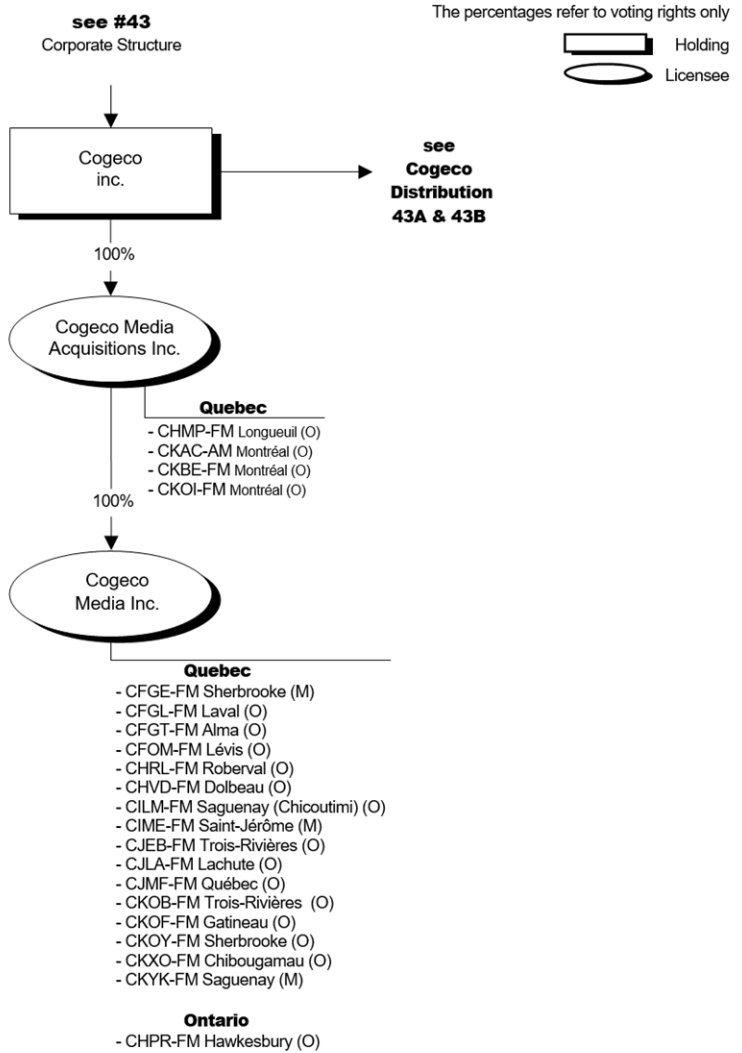 see #43
Corporate Structure
The percentages refer to voting rights only
Holding
Licensee
Cogeco
inc.
see
Cogeco
Distribution
43A & 43B
100%
Cogeco Media
Acquisitions Inc.
Quebec
- CHMP-FM Longueuil (O)
- CKAC-AM Montréal (O)
- CKBE-FM Montréal (O)
- CKOI-FM Montréal (O)
100%
Cogeco
Media Inc.
Quebec
- CFGE-FM Sherbrooke (M)
- CFGL-FM Laval (O)
- CFGT-FM Alma (O)
- CFOM-FM Lévis (O)
- CHRL-FM Roberval (O)
- CHVD-FM Dolbeau (O)
- CILM-FM Saguenay (Chicoutimi) (O)
- CIME-FM Saint-Jérôme (M)
- CJEB-FM Trois-Rivières (O)
- CJLA-FM Lachute (O)
- CJMF-FM Québec (O)
- CKOB-FM Trois-Rivières (O)
- CKOF-FM Gatineau (O)
- CKOY-FM Sherbrooke (O)
- CKXO-FM Chibougamau (O)
- CKYK-FM Saguenay (M)
Ontario
- CHPR-FM Hawkesbury (O)